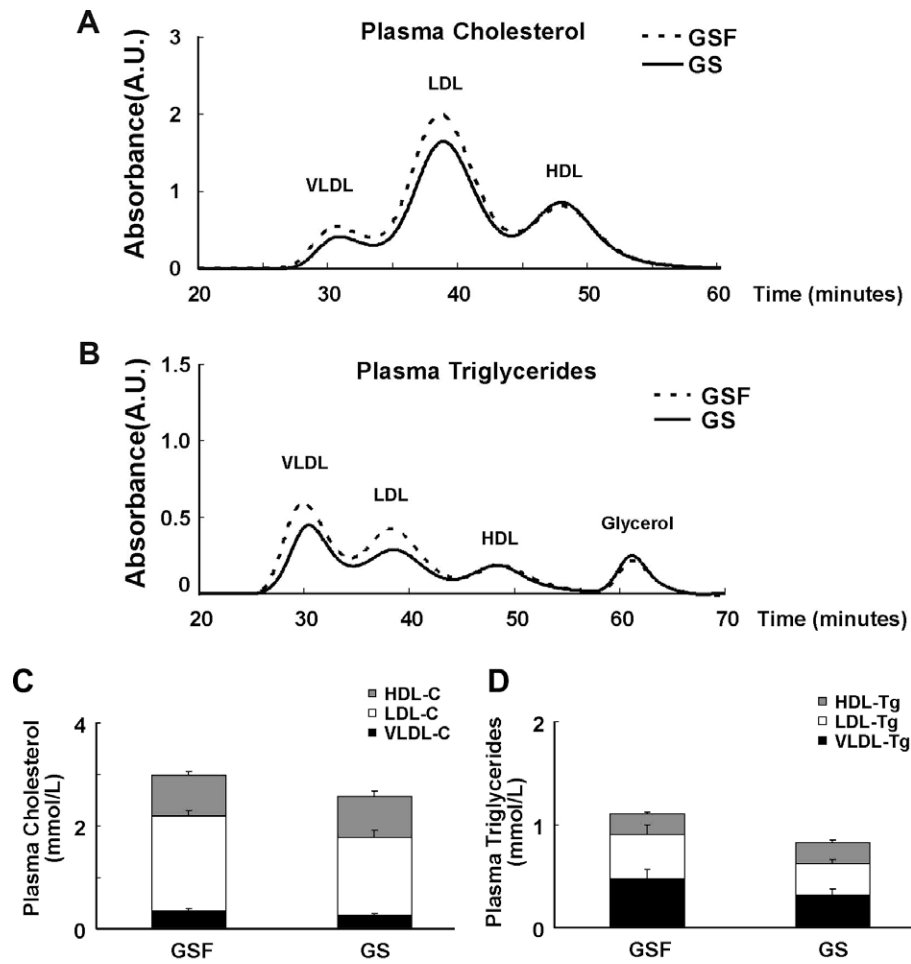 A
Plasma Cholesterol
GSF
GS
Absorbance(A.U.)
3
2
1
0
VLDL
LDL
HDL
20 30 40 50 60 Time (minutes)
B
Plasma Triglycerides
GSF
GS
Absorbance(A.U.)
1.5
1.0
0.5
0
VLDL
LDL
HDL
Glycerol
20 30 40 50 60 70 Time (minutes)
C
HDL-C
LDL-C
VLDL-C
Plasma Cholesterol
(mmol/L)
4
2
0
GSF GS
D
HDL-Tg
LDL-Tg
VLDL-Tg
Plasma Triglycerides
(mmol/L)
2
1
0
GSF GS